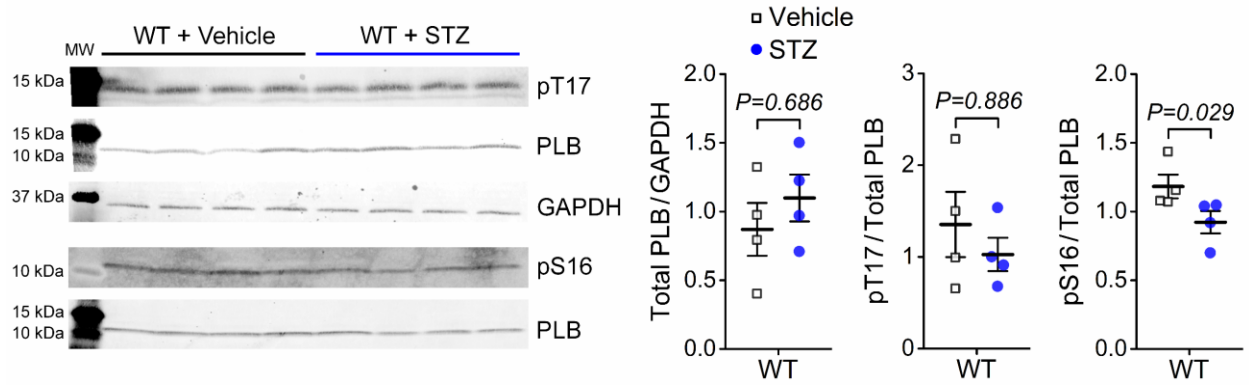 WT + Vehicle WT + STZ
MW
15 kDa pT17
15 kDa
10 kDa PLB
37 kDa GAPDH
10 kDa pS16
15 kDa
10 kDa PLB
Vehicle
STZ
Total PLB/GAPDH
2.0
1.5
1.0
0.5
0.0
P=0.686
WT
pT17/Total PLB
3
2
1
0
P=0.886
WT
pS16/Total PLB
2.0
1.5
1.0
0.5
0.0
P=0.029
WT